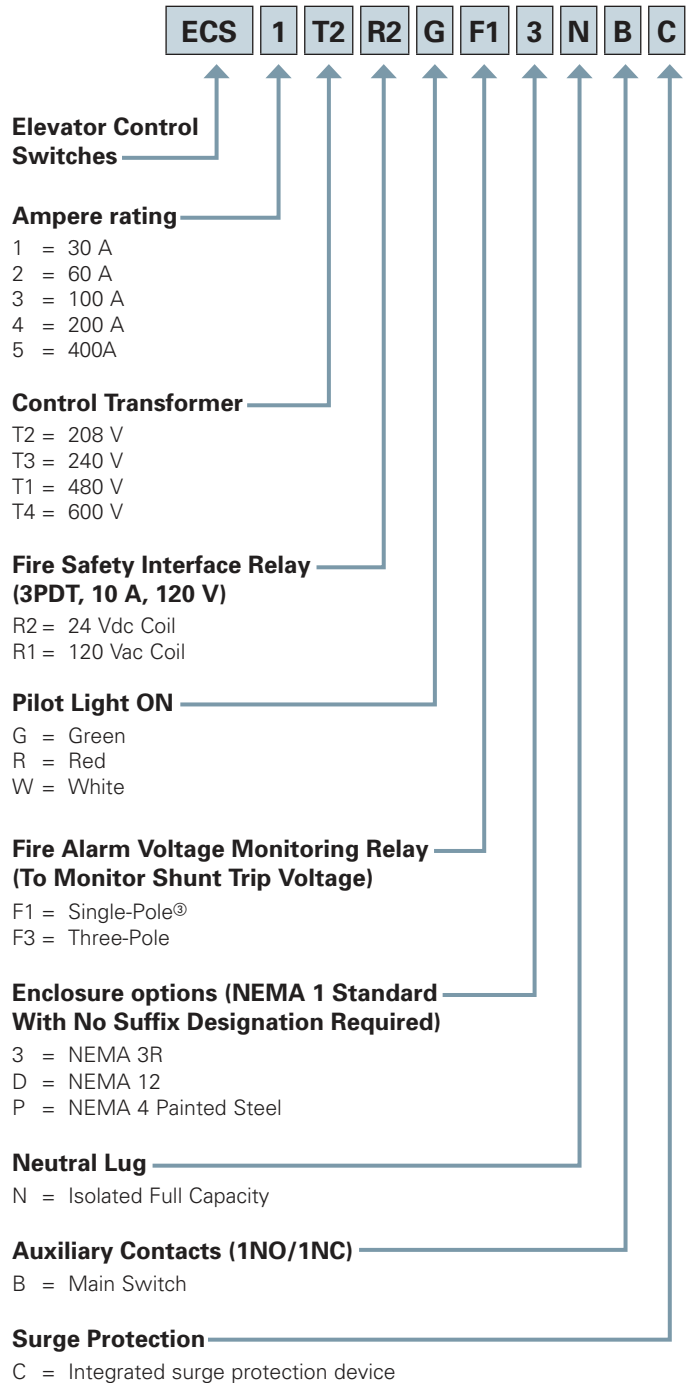 ECS 1 T2 R2 G F1 3 N B C
Elevator Control
Switches
Ampere rating
1 = 30 A
2 = 60 A
3 = 100 A
4 = 200 A
5 = 400A
Control Transformer
T2 = 208 V
T3 = 240 V
T1 = 480 V
T4 = 600 V
Fire Safety Interface Relay
(3PDT, 10 A, 120 V)
R2 = 24 Vdc Coil
R1 = 120 Vac Coil
Pilot Light ON
G = Green
R = Red
W = White
Fire Alarm Voltage Monitoring Relay
(To Monitor Shunt Trip Voltage)
F1 = Single-Pole③
F3 = Three-Pole
Enclosure options (NEMA 1 Standard
With No Suffix Designation Required)
3 = NEMA 3R
D = NEMA 12
P = NEMA 4 Painted Steel
Neutral Lug
N = Isolated Full Capacity
Auxiliary Contacts (1NO/1NC)
B = Main Switch
Surge Protection
C = Integrated surge protection device